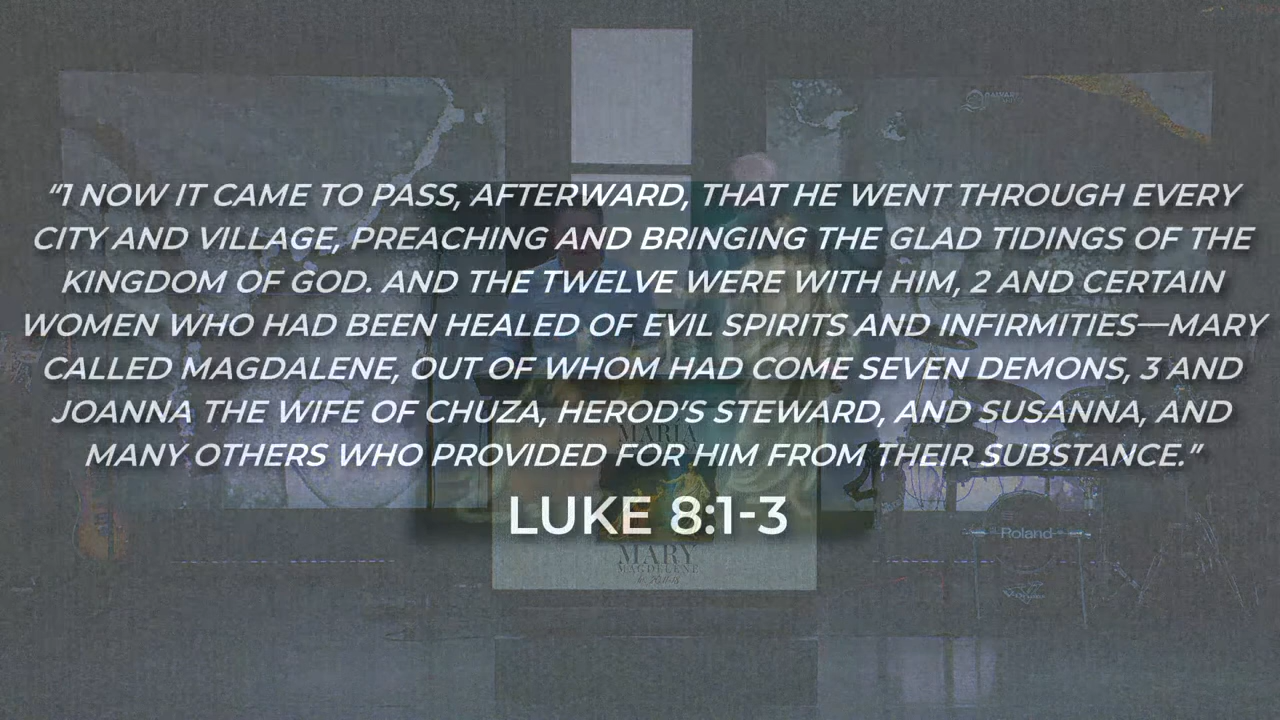 “1 NOW IT CAME TO PASS, AFTERWARD, THAT HE WENT THROUGH EVERY
CITY AND VILLAGE, PREACHING AND BRINGING THE GLAD TIDINGS OF THE
KINGDOM OF GOD. AND THE TWELVE WERE WITH HIM, 2 AND CERTAIN
WOMEN WHO HAD BEEN HEALED OF EVIL SPIRITS AND INFIRMITIES—MARY
CALLED MAGDALENE, OUT OF WHOM HAD COME SEVEN DEMONS, 3 AND
JOANNA THE WIFE OF CHUZA, HEROD’S STEWARD, AND SUSANNA, AND
MANY OTHERS WHO PROVIDED FOR HIM FROM THEIR SUBSTANCE.”
LUKE 8:1-3
MARIA
Roland
MARY
MAGDELENE